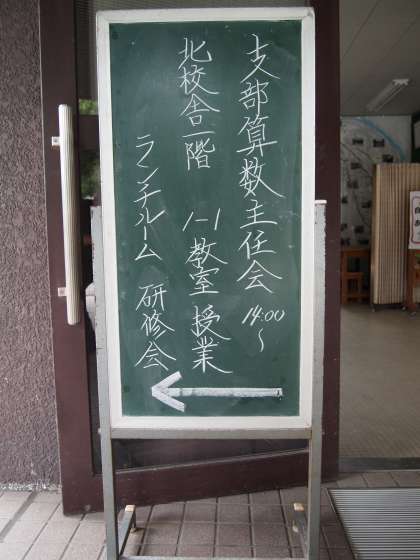 支部算数主任会 14:00～
北校舎一階 1-1教室 授業
ランチルーム 研修会